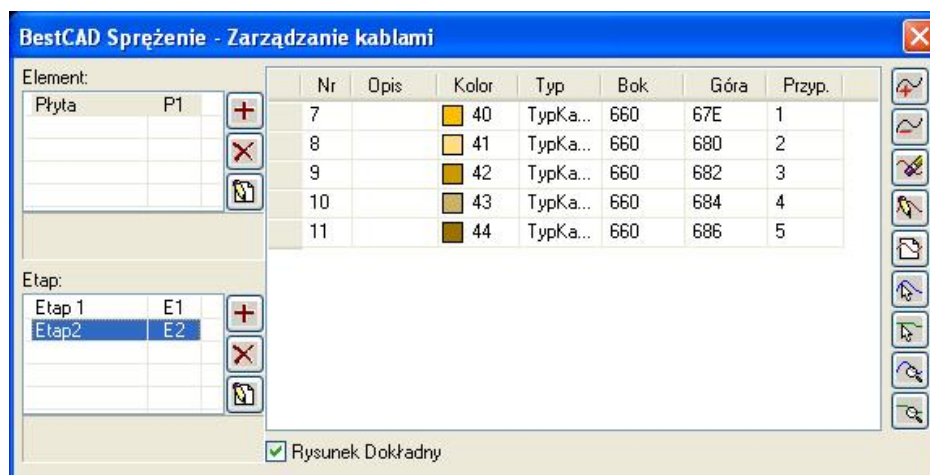 BestCAD Sprężenie - Zarządzanie kablami
Element:
Płyta P1
Etap:
Etap 1 E1
Etap2 E2
Nr Opis Kolor Typ Bok Góra Przyp.
7 40 TypKa... 660 67E 1
8 41 TypKa... 660 680 2
9 42 TypKa... 660 682 3
10 43 TypKa... 660 684 4
11 44 TypKa... 660 686 5
Rysunek Dokładny